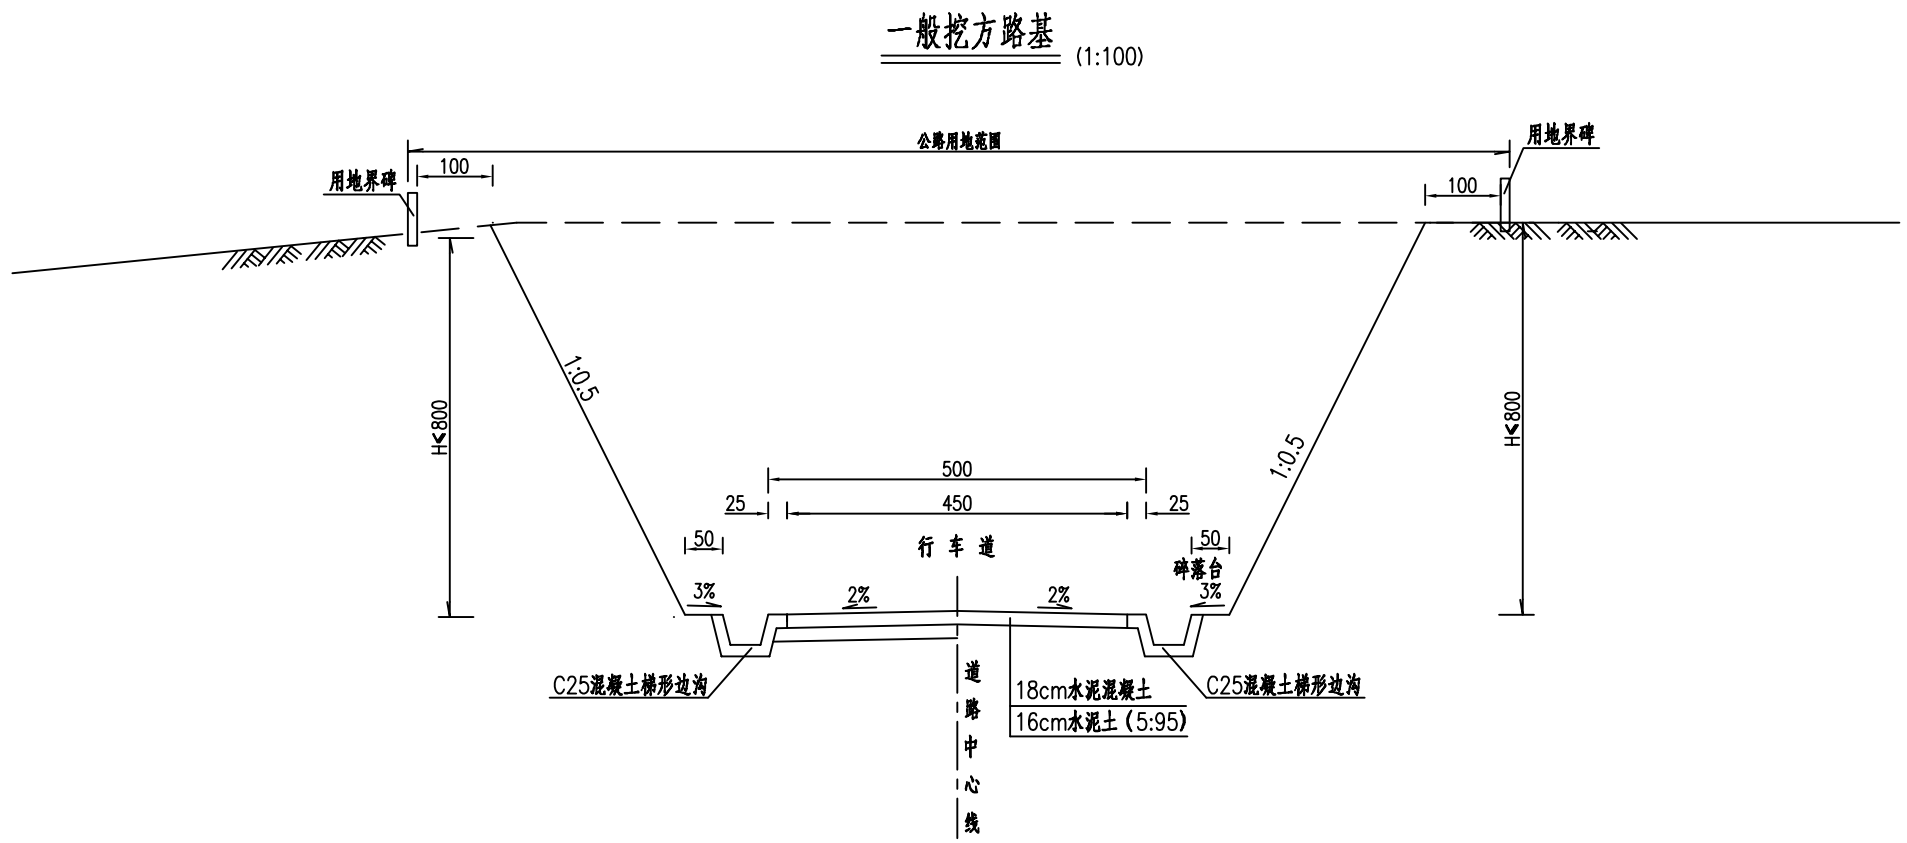 一般挖方路基
(1:100)
公路用地范围
用地界碑
用地界碑
100
100
1:0.5
1:0.5
H<800
H<800
500
25
450
25
50
行车道
50
碎落台
3%
2%
2%
3%
C25混凝土梯形边沟
C25混凝土梯形边沟
18cm水泥混凝土
16cm水泥土(5:95)
道路中心线